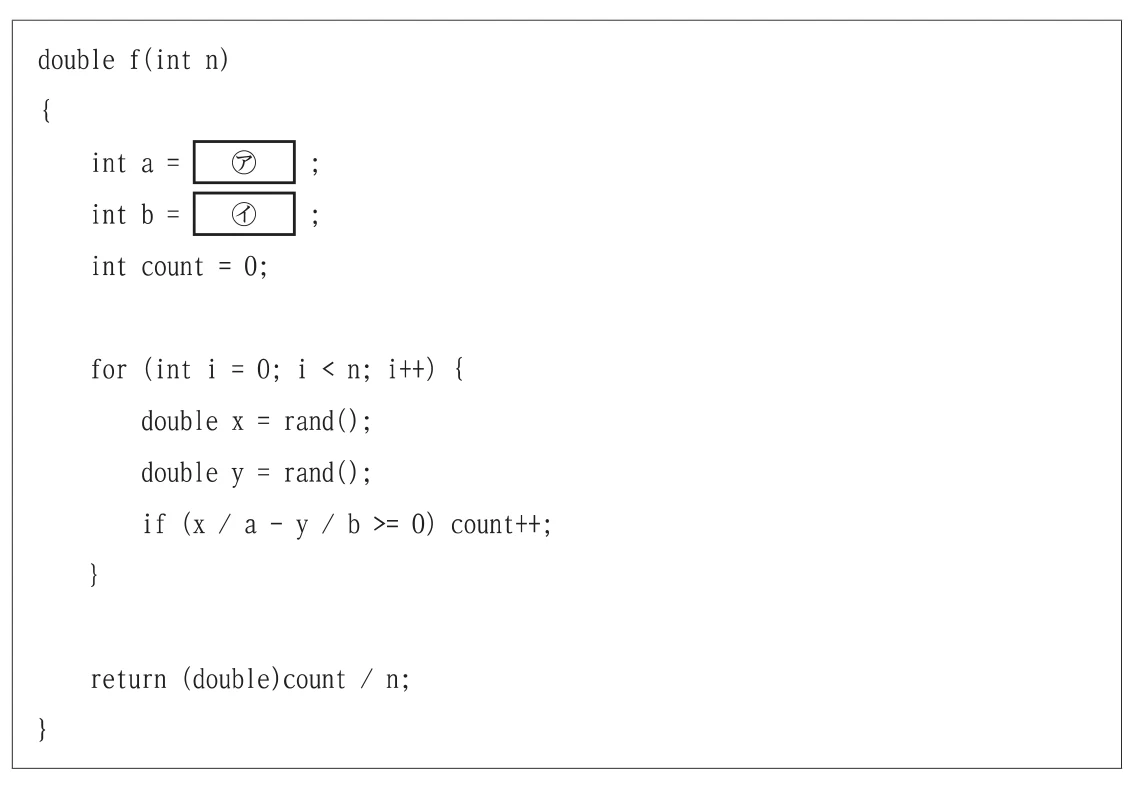 double f(int n)
{
    int a = ㋐ ;
    int b = ㋑ ;
    int count = 0;

    for (int i = 0; i < n; i++) {
        double x = rand();
        double y = rand();
        if (x / a - y / b >= 0) count++;
    }

    return (double)count / n;
}